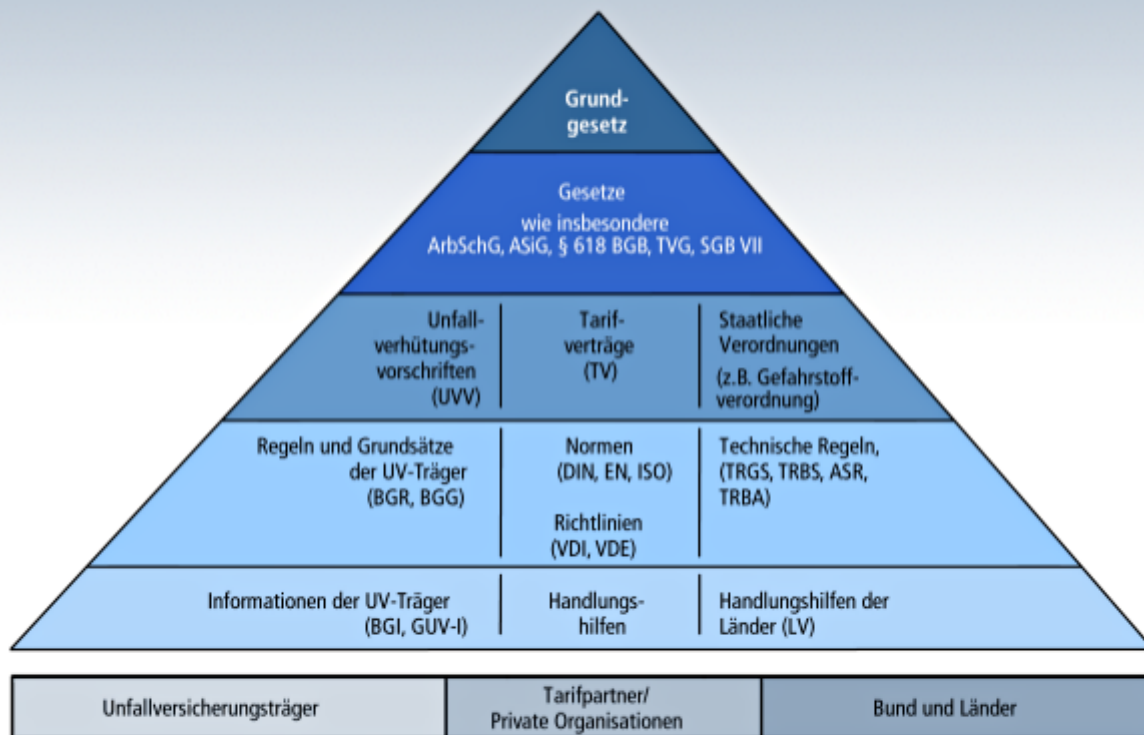 Grund-
gesetz
Gesetze
wie insbesondere
ArbSchG, ASiG, § 618 BGB, TVG, SGB VII
Unfall-
verhütungs-
vorschriften
(UVV)
Tarif-
verträge
(TV)
Staatliche
Verordnungen
(z.B. Gefahrstoff-
verordnung)
Regeln und Grundsätze
der UV-Träger
(BGR, BGG)
Normen
(DIN, EN, ISO)
Richtlinien
(VDI, VDE)
Technische Regeln,
(TRGS, TRBS, ASR,
TRBA)
Informationen der UV-Träger
(BGI, GUV-I)
Handlungs-
hilfen
Handlungshilfen der
Länder (LV)
Unfallversicherungsträger
Tarifpartner/
Private Organisationen
Bund und Länder